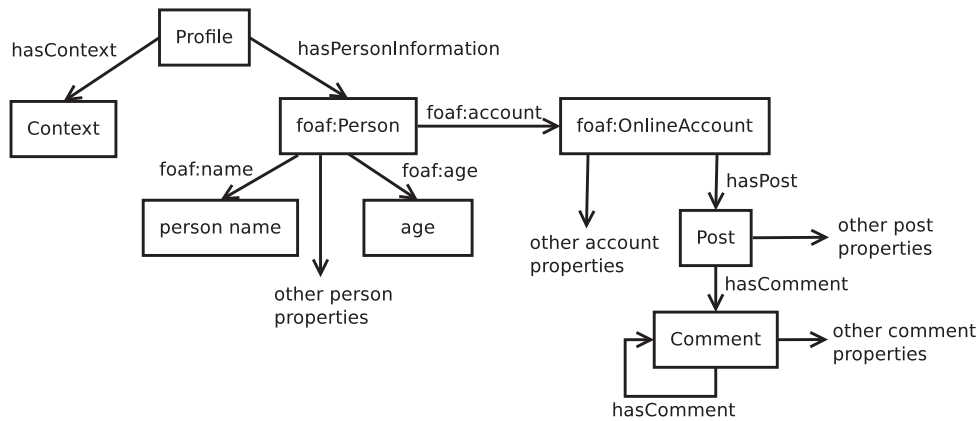 Profile
hasContext
hasPersonInformation
Context
foaf:Person
foaf:account
foaf:OnlineAccount
foaf:name
foaf:age
hasPost
person name
age
other account
properties
Post
other post
properties
other person
properties
hasComment
Comment
other comment
properties
hasComment